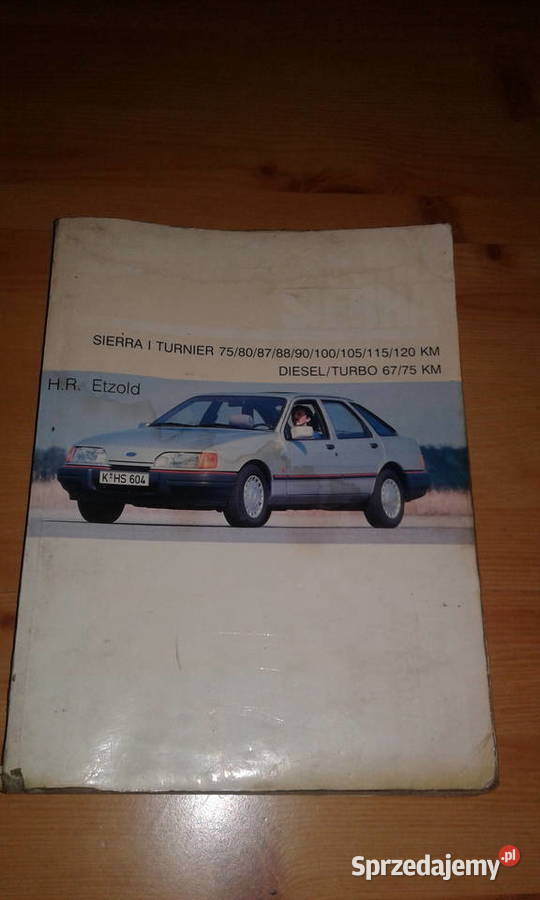 SIERRA I TURNIER 75/80/87/88/90/100/105/115/120 KM
DIESEL/TURBO 67/75 KM
H.R. Etzold
K HS 604
Sprzedajemy.pl